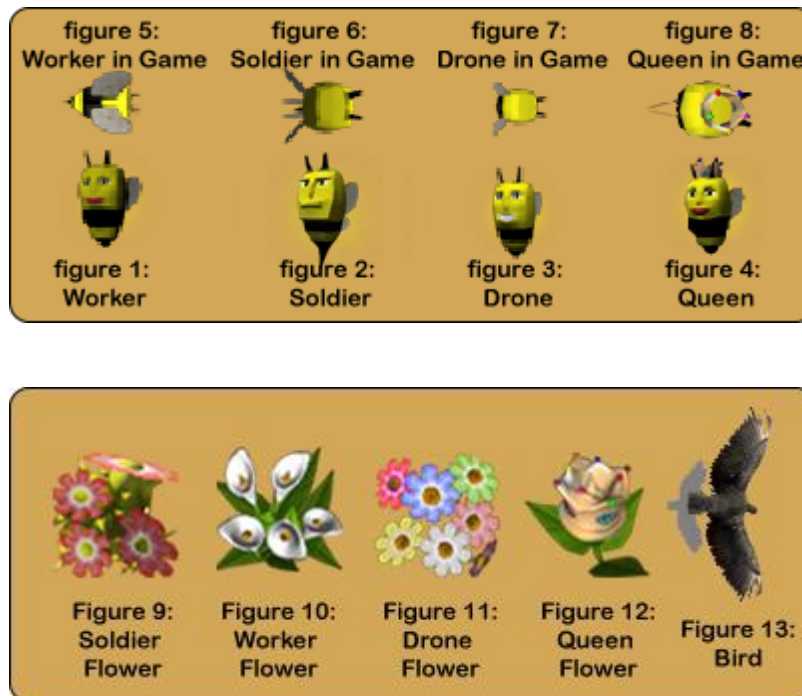 figure 5: figure 6: figure 7: figure 8:
Worker in Game Soldier in Game Drone in Game Queen in Game
figure 1: figure 2: figure 3: figure 4:
Worker Soldier Drone Queen
Figure 9: Figure 10: Figure 11: Figure 12: Figure 13:
Soldier Worker Drone Queen Bird
Flower Flower Flower Flower